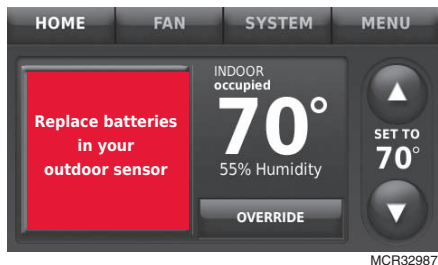 HOME FAN SYSTEM MENU
Replace batteries
in your
outdoor sensor
INDOOR
occupied
70°
55% Humidity
OVERRIDE
SET TO
70°
MCR32987